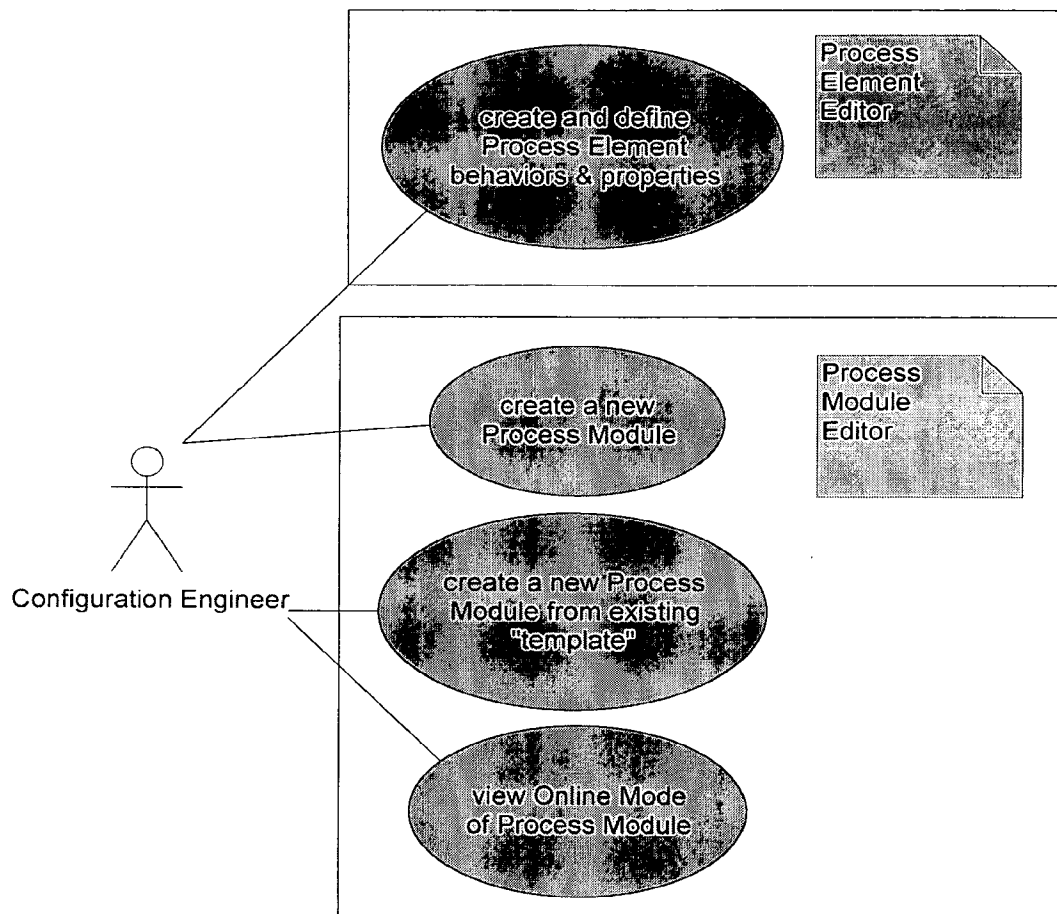 create and define
Process Element
behaviors & properties
Process
Element
Editor
create a new
Process Module
Process
Module
Editor
Configuration Engineer
create a new Process
Module from existing
"template"
view Online Mode
of Process Module